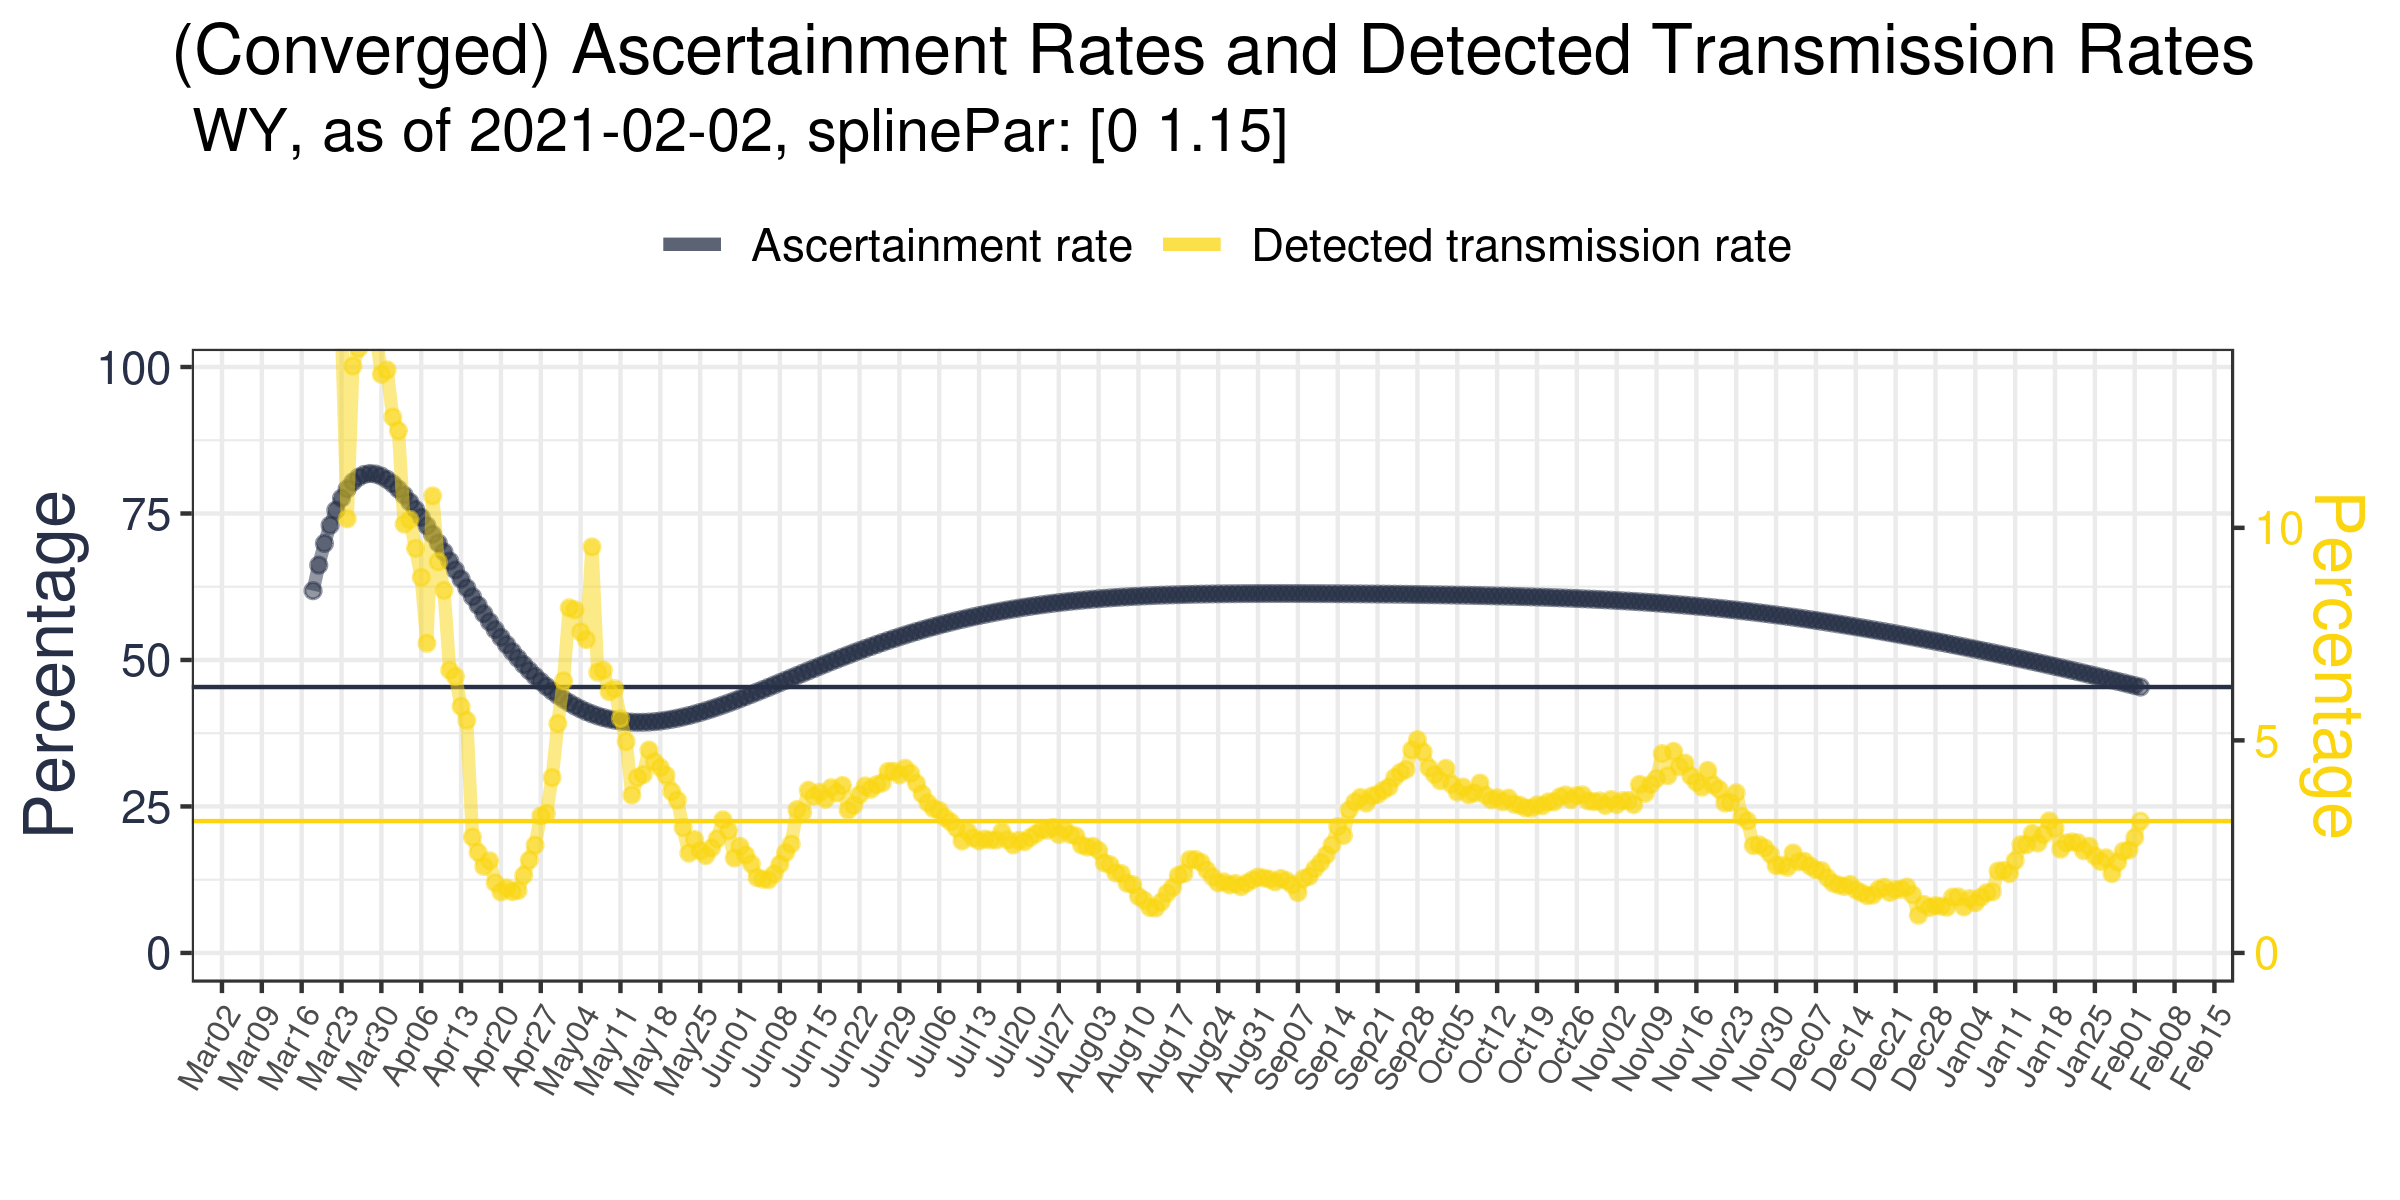 (Converged) Ascertainment Rates and Detected Transmission Rates
WY, as of 2021-02-02, splinePar: [0 1.15]
Ascertainment rate Detected transmission rate
Percentage
100
75
50
25
0
Percentage
10
5
0
Mar02 Mar09 Mar16 Mar23 Mar30 Apr06 Apr13 Apr20 Apr27 May04 May11 May18 May25 Jun01 Jun08 Jun15 Jun22 Jun29 Jul06 Jul13 Jul20 Jul27 Aug03 Aug10 Aug17 Aug24 Aug31 Sep07 Sep14 Sep21 Sep28 Oct05 Oct12 Oct19 Oct26 Nov02 Nov09 Nov16 Nov23 Nov30 Dec07 Dec14 Dec21 Dec28 Jan04 Jan11 Jan18 Jan25 Feb01 Feb08 Feb15